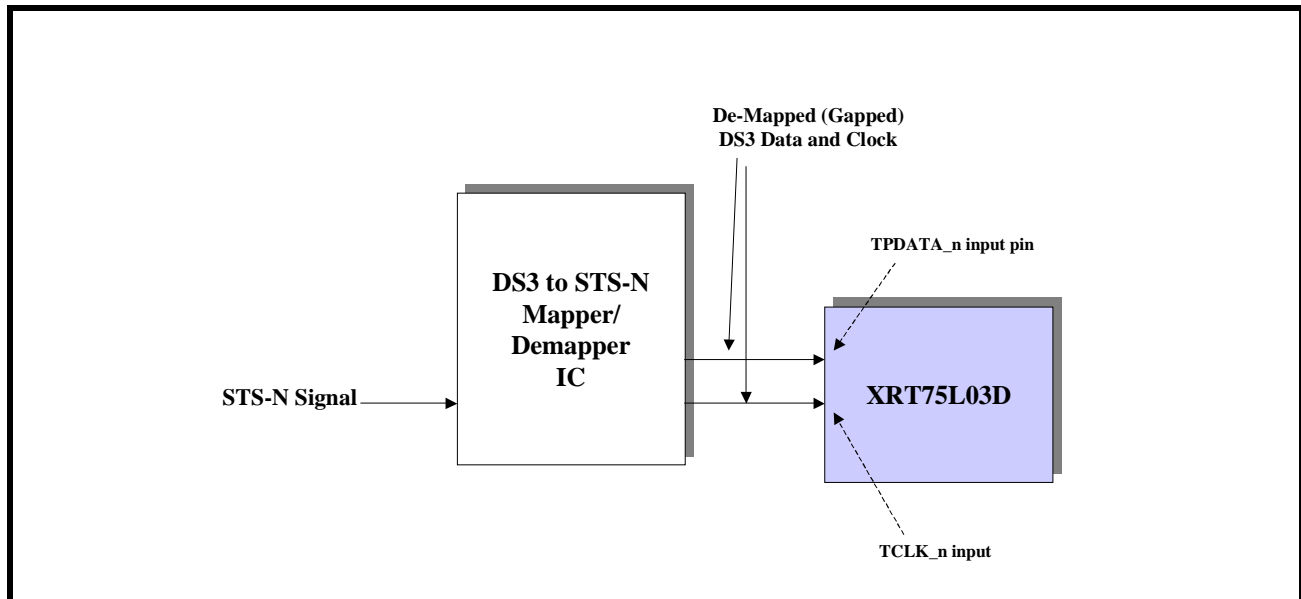 De-Mapped (Gapped)
DS3 Data and Clock
TPDATA_n input pin
DS3 to STS-N
Mapper/
Demapper
IC
STS-N Signal
XRT75L03D
TCLK_n input